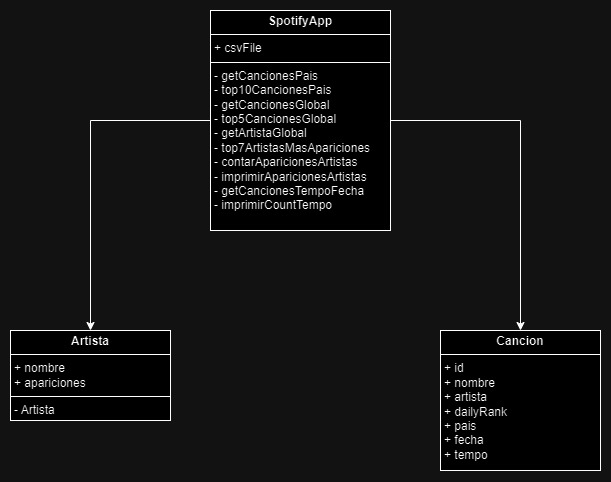 SpotifyApp
+ csvFile
- getCancionesPais
- top10CancionesPais
- getCancionesGlobal
- top5CancionesGlobal
- getArtistaGlobal
- top7ArtistasMasApariciones
- contarAparicionesArtistas
- imprimirAparicionesArtistas
- getCancionesTempoFecha
- imprimirCountTempo
Artista
+ nombre
+ apariciones
- Artista
Cancion
+ id
+ nombre
+ artista
+ dailyRank
+ pais
+ fecha
+ tempo